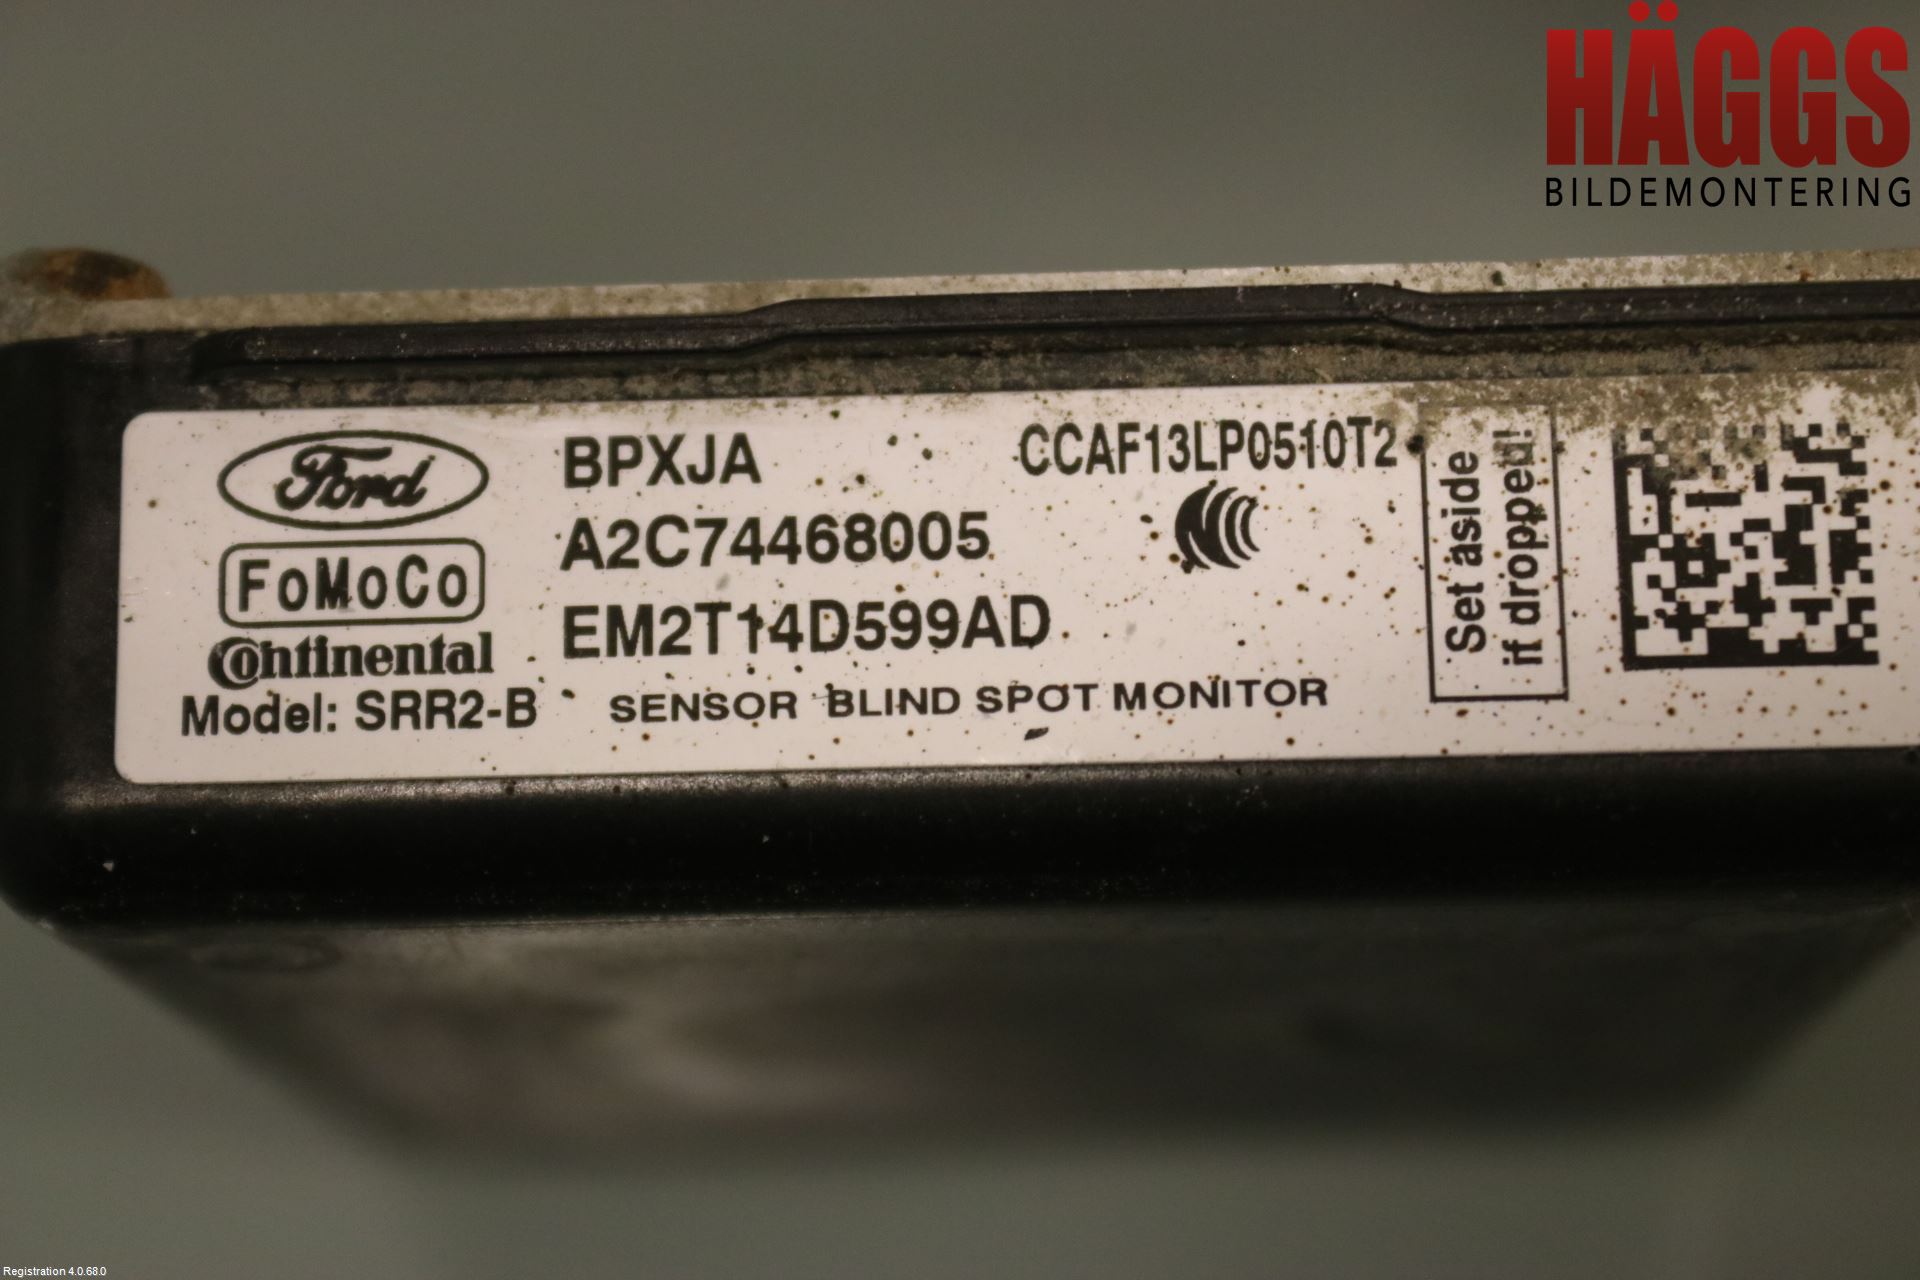 HÄGGS
BILDEMONTERING
Ford
FoMoCo
Continental
Model: SRR2-B
BPXJA
A2C74468005
EM2T14D599AD
SENSOR BLIND SPOT MONITOR
CCAF13LP0510T2
Set aside
if dropped!
Registration 4.0.68.0